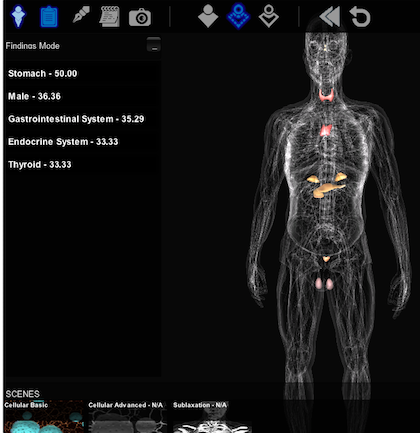 Findings Mode
Stomach - 50.00
Male - 36.36
Gastrointestinal System - 35.29
Endocrine System - 33.33
Thyroid - 33.33
SCENES
Cellular Basic
Cellular Advanced - N/A
Sublaxation - N/A